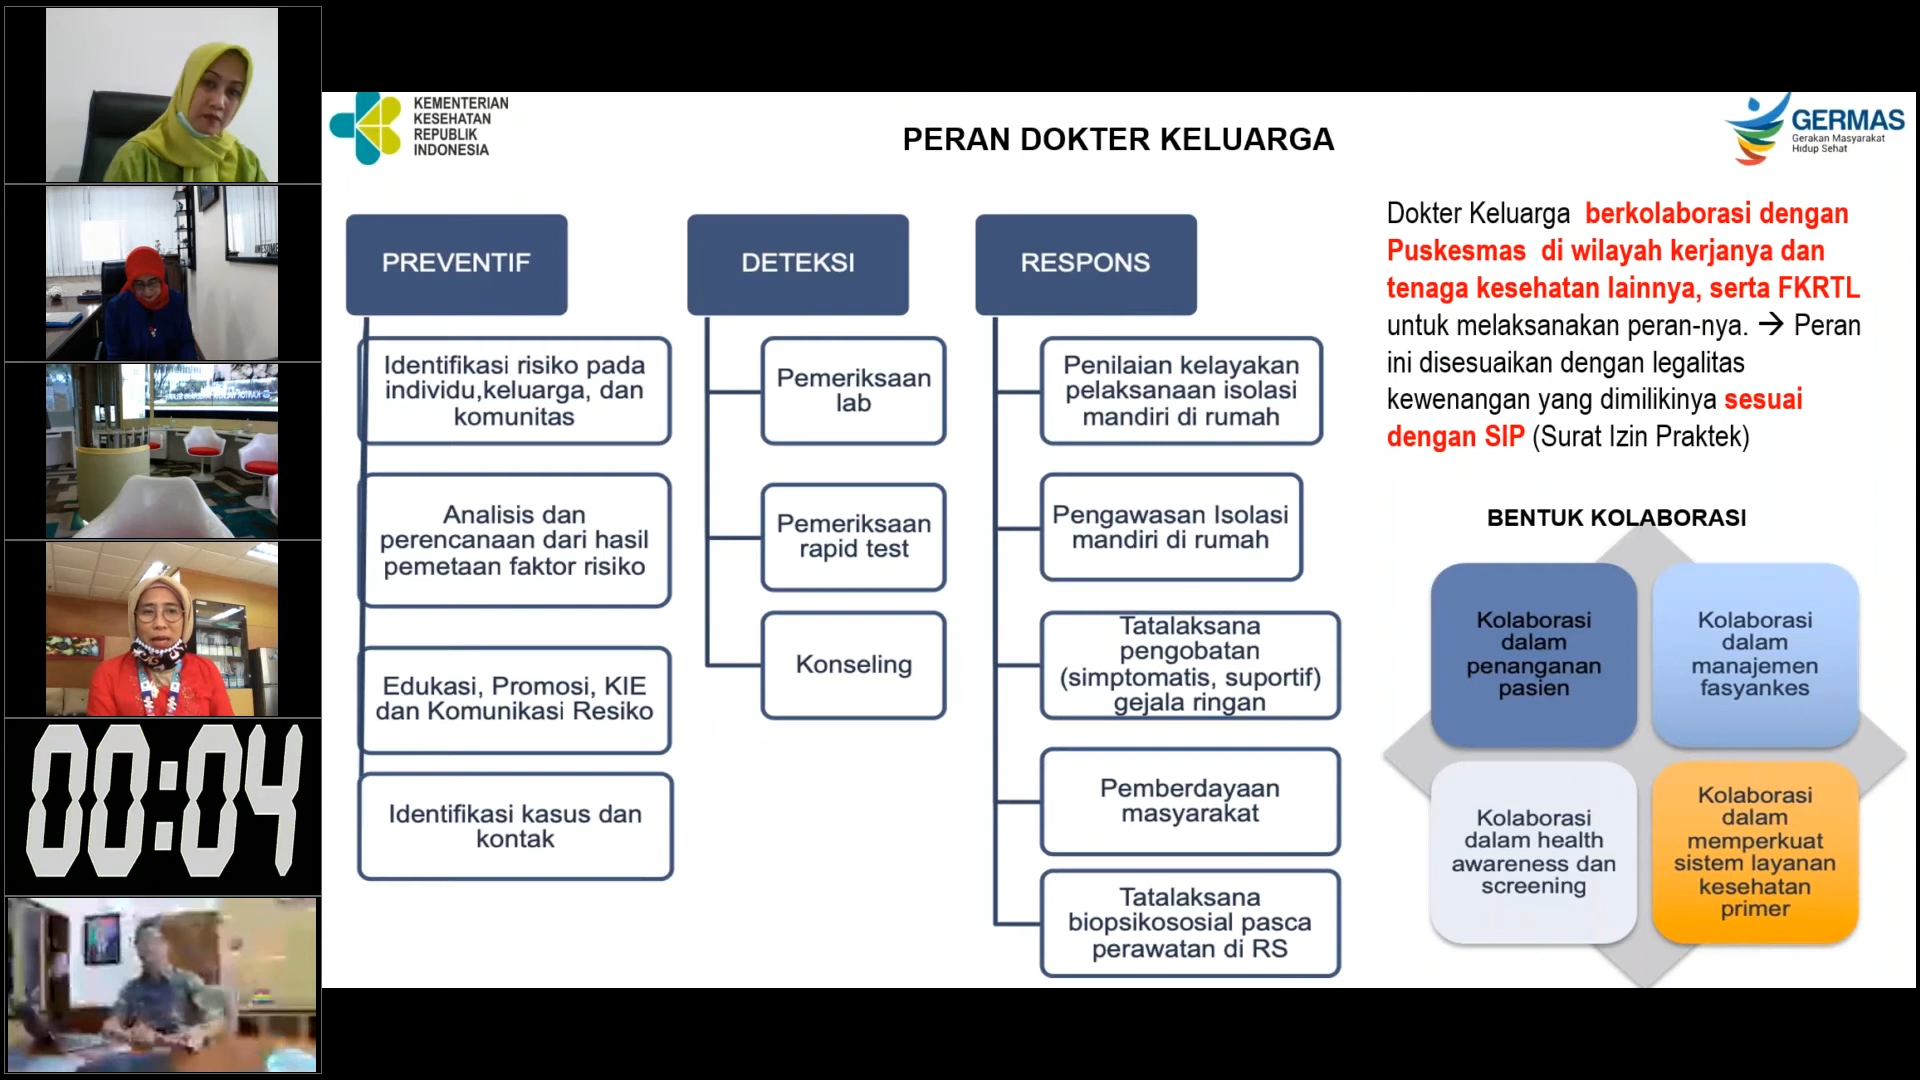 KEMENTERIAN
KESEHATAN
REPUBLIK
INDONESIA
PERAN DOKTER KELUARGA
GERMAS
Gerakan Masyarakat
Hidup Sehat
PREVENTIF
Identifikasi risiko pada
individu,keluarga, dan
komunitas
Analisis dan
perencanaan dari hasil
pemetaan faktor risiko
Edukasi, Promosi, KIE
dan Komunikasi Resiko
Identifikasi kasus dan
kontak
DETEKSI
Pemeriksaan
lab
Pemeriksaan
rapid test
Konseling
RESPONS
Penilaian kelayakan
pelaksanaan isolasi
mandiri di rumah
Pengawasan Isolasi
mandiri di rumah
Tatalaksana
pengobatan
(simptomatis, suportif)
gejala ringan
Pemberdayaan
masyarakat
Tatalaksana
biopsikososial pasca
perawatan di RS
Dokter Keluarga berkolaborasi dengan
Puskesmas di wilayah kerjanya dan
tenaga kesehatan lainnya, serta FKRTL
untuk melaksanakan peran-nya. → Peran
ini disesuaikan dengan legalitas
kewenangan yang dimilikinya sesuai
dengan SIP (Surat Izin Praktek)
BENTUK KOLABORASI
Kolaborasi
dalam
penanganan
pasien
Kolaborasi
dalam
manajemen
fasyankes
Kolaborasi
dalam health
awareness dan
screening
Kolaborasi
dalam
memperkuat
sistem layanan
kesehatan
primer
00:04